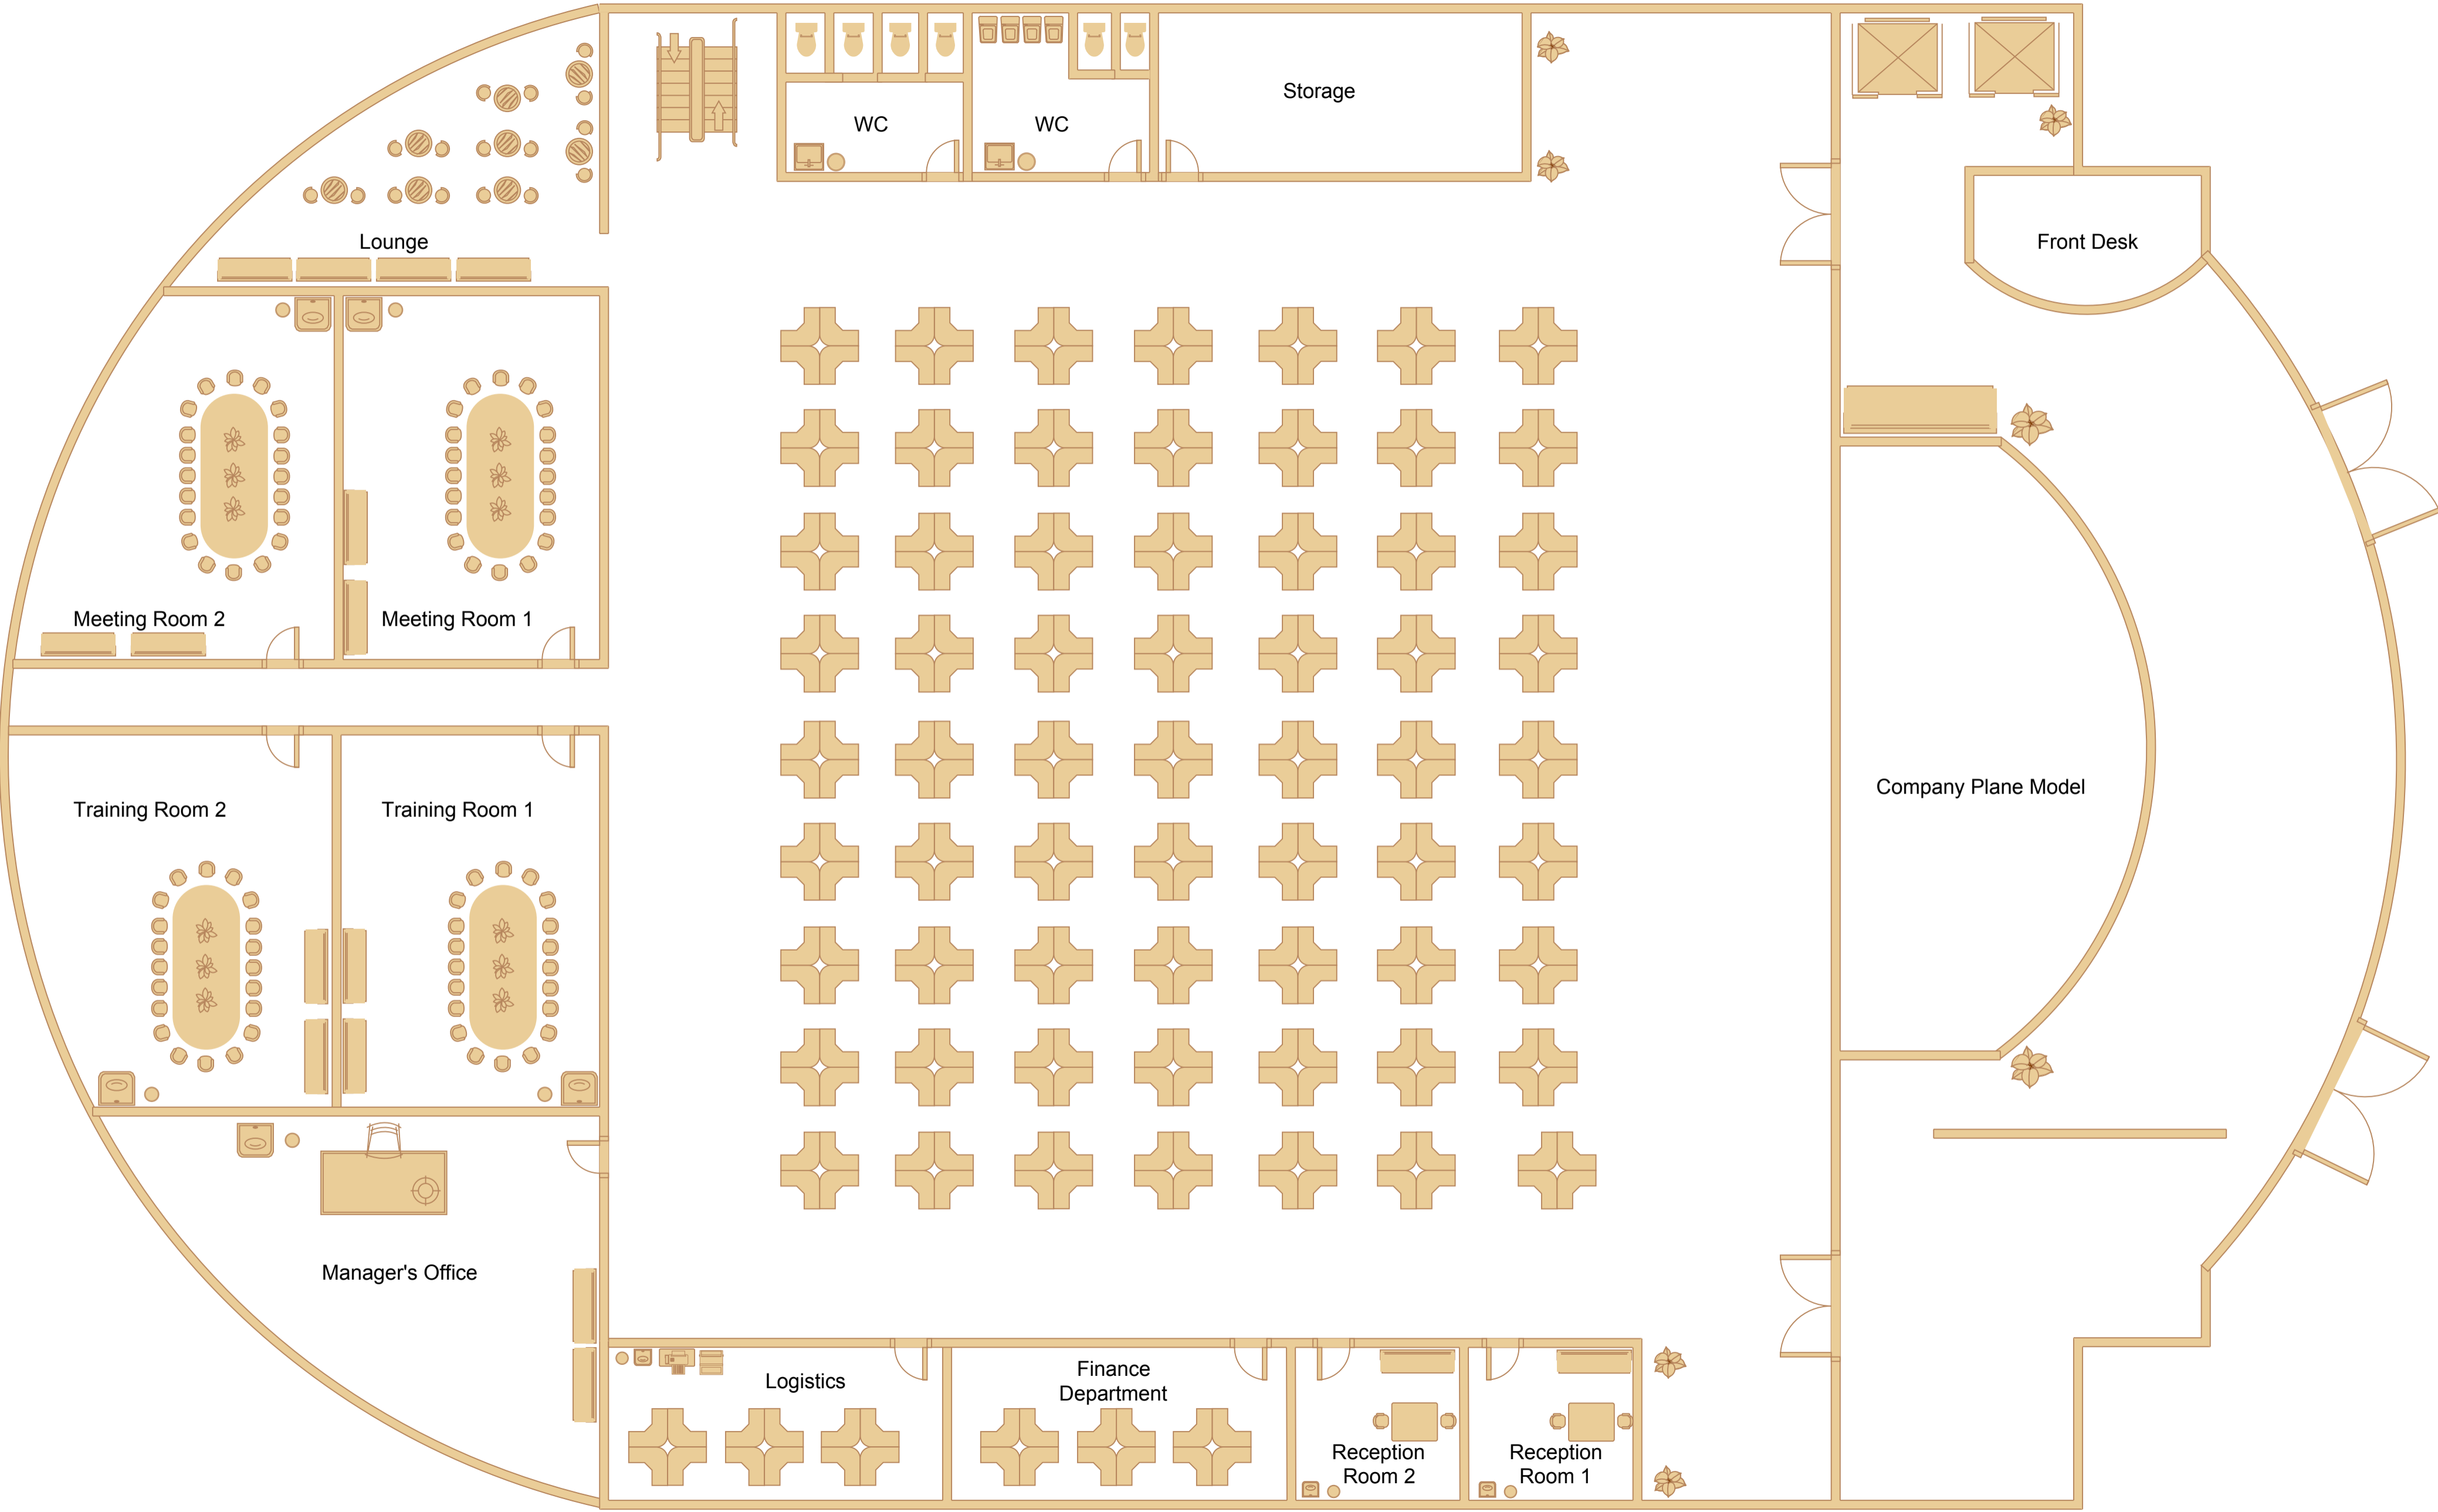 Storage
WC
WC
Lounge
Front Desk
Meeting Room 2
Meeting Room 1
Company Plane Model
Training Room 2
Training Room 1
Manager's Office
Logistics
Finance
Department
Reception
Room 2
Reception
Room 1